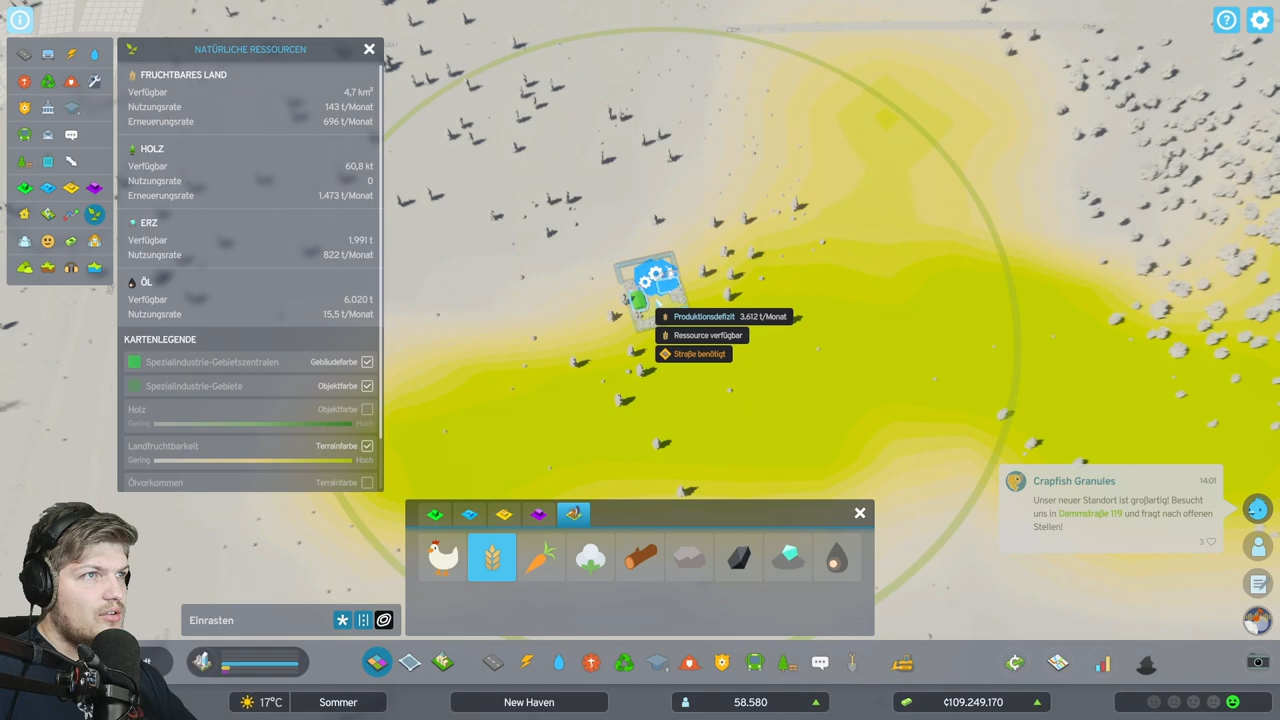 NATÜRLICHE RESSOURCEN
FRUCHTBARES LAND
Verfügbar 4,7 km²
Nutzungsrate 143 t/Monat
Erneuerungsrate 696 t/Monat
HOLZ
Verfügbar 60,8 kt
Nutzungsrate 0
Erneuerungsrate 1.473 t/Monat
ERZ
Verfügbar 1.991 t
Nutzungsrate 822 t/Monat
ÖL
Verfügbar 6.020 t
Nutzungsrate 15,5 t/Monat
KARTENLEGENDE
Spezialindustrie-Gebietszentralen Gebäudefarbe
Spezialindustrie-Gebiete Objektfarbe
Holz Objektfarbe
Gering Hoch
Landfruchtbarkeit Terrainfarbe
Gering Hoch
Ölvorkommen Terrainfarbe
Produktionsdefizit 3.612 t/Monat
Ressource verfügbar
Straße benötigt
Crapfish Granules 14:01
Unser neuer Standort ist großartig! Besucht
uns in Dammstraße 119 und fragt nach offenen
Stellen!
3
Einrasten
17°C Sommer New Haven 58.580 ¢109.249.170